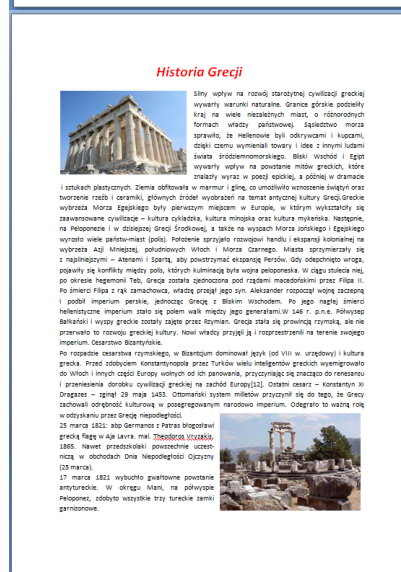 Historia Grecji
Silny wpływ na rozwój starożytnej cywilizacji greckiej
wywarły warunki naturalne. Granice górskie podzieliły
kraj na wiele niezależnych miast, o różnorodnych
formach władzy państwowej. Sąsiedztwo morza
sprawiło, że Hellenowie byli odkrywcami i kupcami,
dzięki czemu wymieniali towary i idee z innymi ludami
świata śródziemnomorskiego. Bliski Wschód i Egipt
wywarły wpływ na powstanie mitów greckich, które
znalazły wyraz w poezji epickiej, a później w dramacie
i sztukach plastycznych. Ziemia obfitowała w marmur i glinę, co umożliwiło wznoszenie świątyń oraz
tworzenie rzeźb i ceramiki, głównych źródeł wyobrażeń na temat antycznej kultury Grecji.Greckie
wybrzeża Morza Egejskiego były pierwszym miejscem w Europie, w którym wykształciły się
zaawansowane cywilizacje – kultura cykladzka, kultura minojska oraz kultura mykeńska. Następnie,
na Peloponezie i w dzisiejszej Grecji Środkowej, a także na wyspach Morza Jońskiego i Egejskiego
wyrosło wiele państw-miast (polis). Położenie sprzyjało rozwojowi handlu i ekspansji kolonialnej na
wybrzeża Azji Mniejszej, południowych Włoch i Morza Czarnego. Miasta sprzymierzały się
z najsilniejszymi – Atenami i Spartą, aby powstrzymać ekspansję Persów. Gdy odepchnięto wroga,
pojawiły się konflikty między polis, których kulminacją była wojna peloponeska. W ciągu stulecia niej,
po okresie hegemonii Teb, Grecja została zjednoczona pod rządami macedońskimi przez Filipa II.
Po śmierci Filipa z rąk zamachowca, władzę przejął jego syn. Aleksander rozpoczął wojnę zaczepną
i podbił imperium perskie, jednocząc Grecję z Bliskim Wschodem. Po jego nagłej śmierci
hellenistyczne imperium stało się polem walk między jego generałami.W 146 r. p.n.e. Półwysep
Bałkański i wyspy greckie zostały zajęte przez Rzymian. Grecja stała się prowincją rzymską, ale nie
przerwało to rozwoju greckiej kultury. Nowi władcy przyjęli ją i rozprzestrzenili na terenie swojego
imperium. Cesarstwo Bizantyńskie.
Po rozpadzie cesarstwa rzymskiego, w Bizantjum dominował język (od VIII w. urzędowy) i kultura
grecka. Przed zdobyciem Konstantynopola przez Turków wielu inteligentów greckich wyemigrowało
do Włoch i innych części Europy wolnych od ich panowania, przyczyniając się znacząco do renesansu
i przeniesienia dorobku cywilizacji greckiej na zachód Europy[12]. Ostatni cesarz – Konstantyn XI
Dragazes – zginął 29 maja 1453. Ottomański system milletów przyczynił się do tego, że Grecy
zachowali odrębność kulturową w posegregowanym narodowo imperium. Odegrało to ważną rolę
w odzyskaniu przez Grecję niepodległości.
25 marca 1821: abp Germanos z Patras błogosławi
grecką flagę w Aja Lavra. mal. Theodoros Vryzakis,
1865. Nawet przedszkolaki powszechnie uczest-
niczą w obchodach Dnia Niepodległości Ojczyzny
(25 marca).
17 marca 1821 wybuchło gwałtowne powstanie
antytureckie. W okręgu Mani, na półwyspie
Peloponez, zdobyto wszystkie trzy tureckie zamki
garnizonowe.